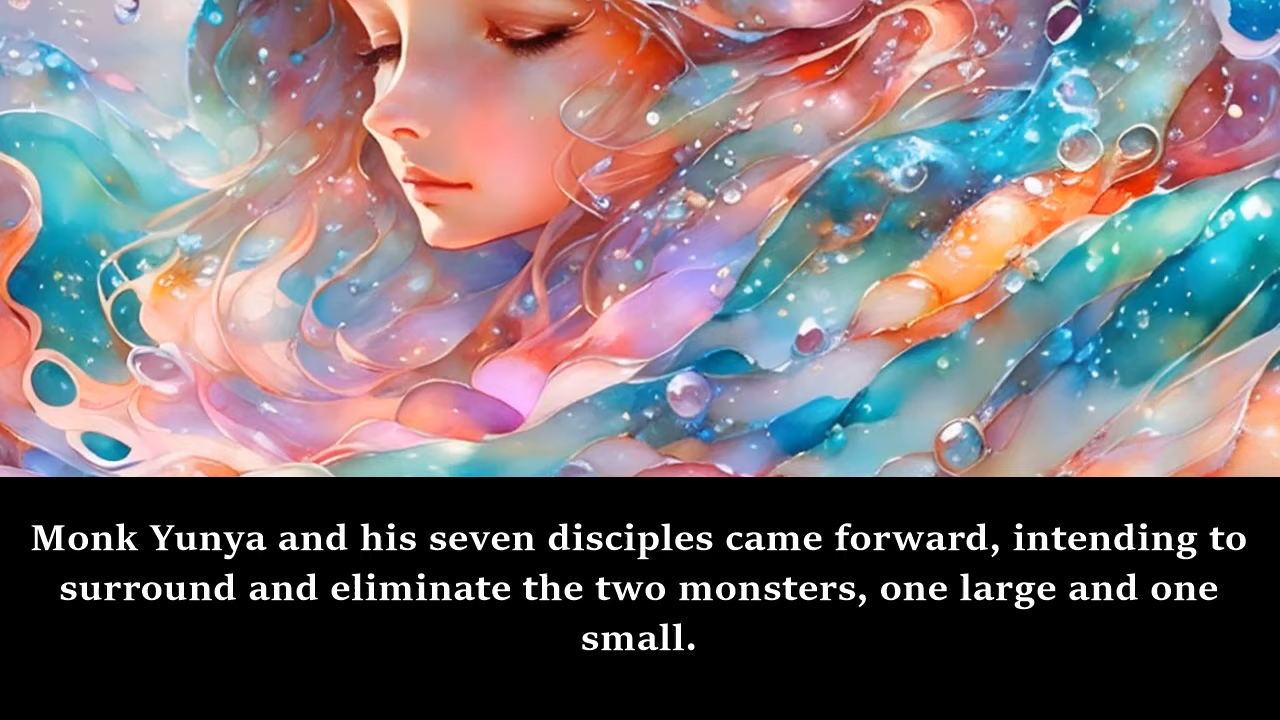 Monk Yunya and his seven disciples came forward, intending to
surround and eliminate the two monsters, one large and one
small.